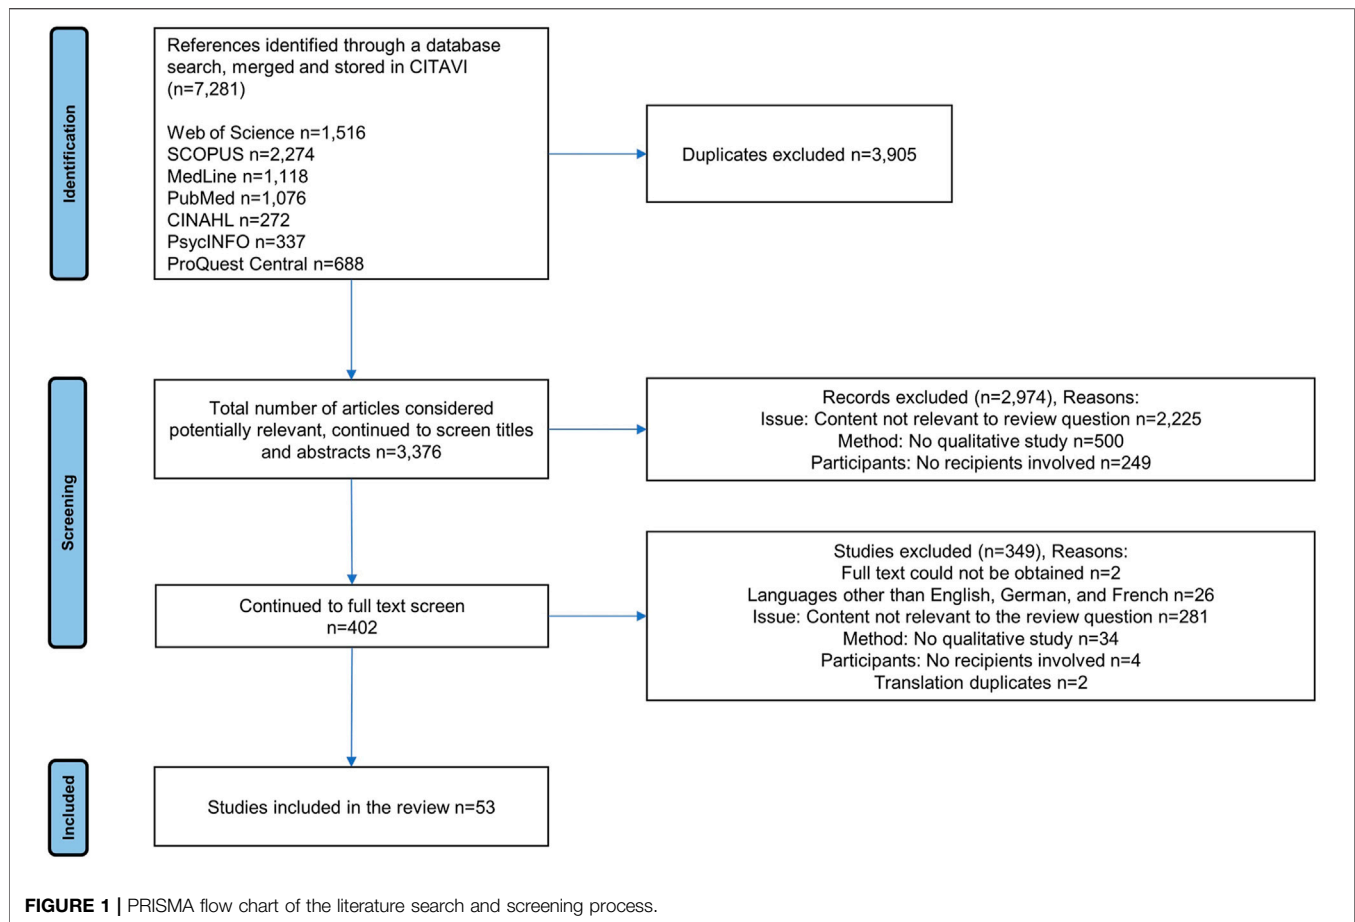 Identification
References identified through a database
search, merged and stored in CITAVI
(n=7,281)
Web of Science n=1,516
SCOPUS n=2,274
MedLine n=1,118
PubMed n=1,076
CINAHL n=272
PsycINFO n=337
ProQuest Central n=688
Duplicates excluded n=3,905
Screening
Total number of articles considered
potentially relevant, continued to screen titles
and abstracts n=3,376
Records excluded (n=2,974), Reasons:
Issue: Content not relevant to review question n=2,225
Method: No qualitative study n=500
Participants: No recipients involved n=249
Continued to full text screen
n=402
Studies excluded (n=349), Reasons:
Full text could not be obtained n=2
Languages other than English, German, and French n=26
Issue: Content not relevant to the review question n=281
Method: No qualitative study n=34
Participants: No recipients involved n=4
Translation duplicates n=2
Included
Studies included in the review n=53
FIGURE 1 | PRISMA flow chart of the literature search and screening process.